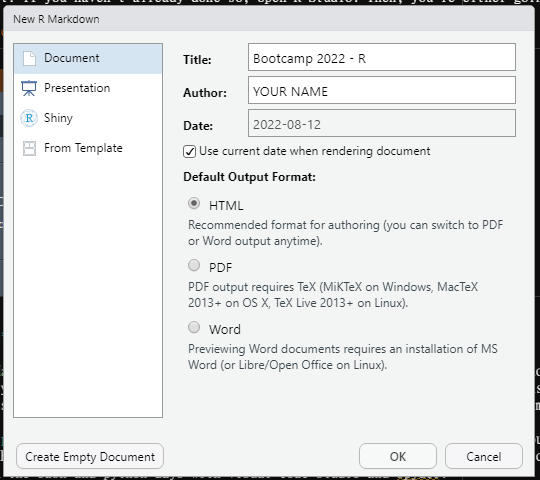 New R Markdown
Document
Presentation
Shiny
From Template
Title:
Bootcamp 2022 - R
Author:
YOUR NAME
Date:
2022-08-12
Use current date when rendering document
Default Output Format:
HTML
Recommended format for authoring (you can switch to PDF
or Word output anytime).
PDF
PDF output requires TeX (MiKTeX on Windows, MacTeX
2013+ on OS X, TeX Live 2013+ on Linux).
Word
Previewing Word documents requires an installation of MS
Word (or Libre/Open Office on Linux).
Create Empty Document
OK
Cancel